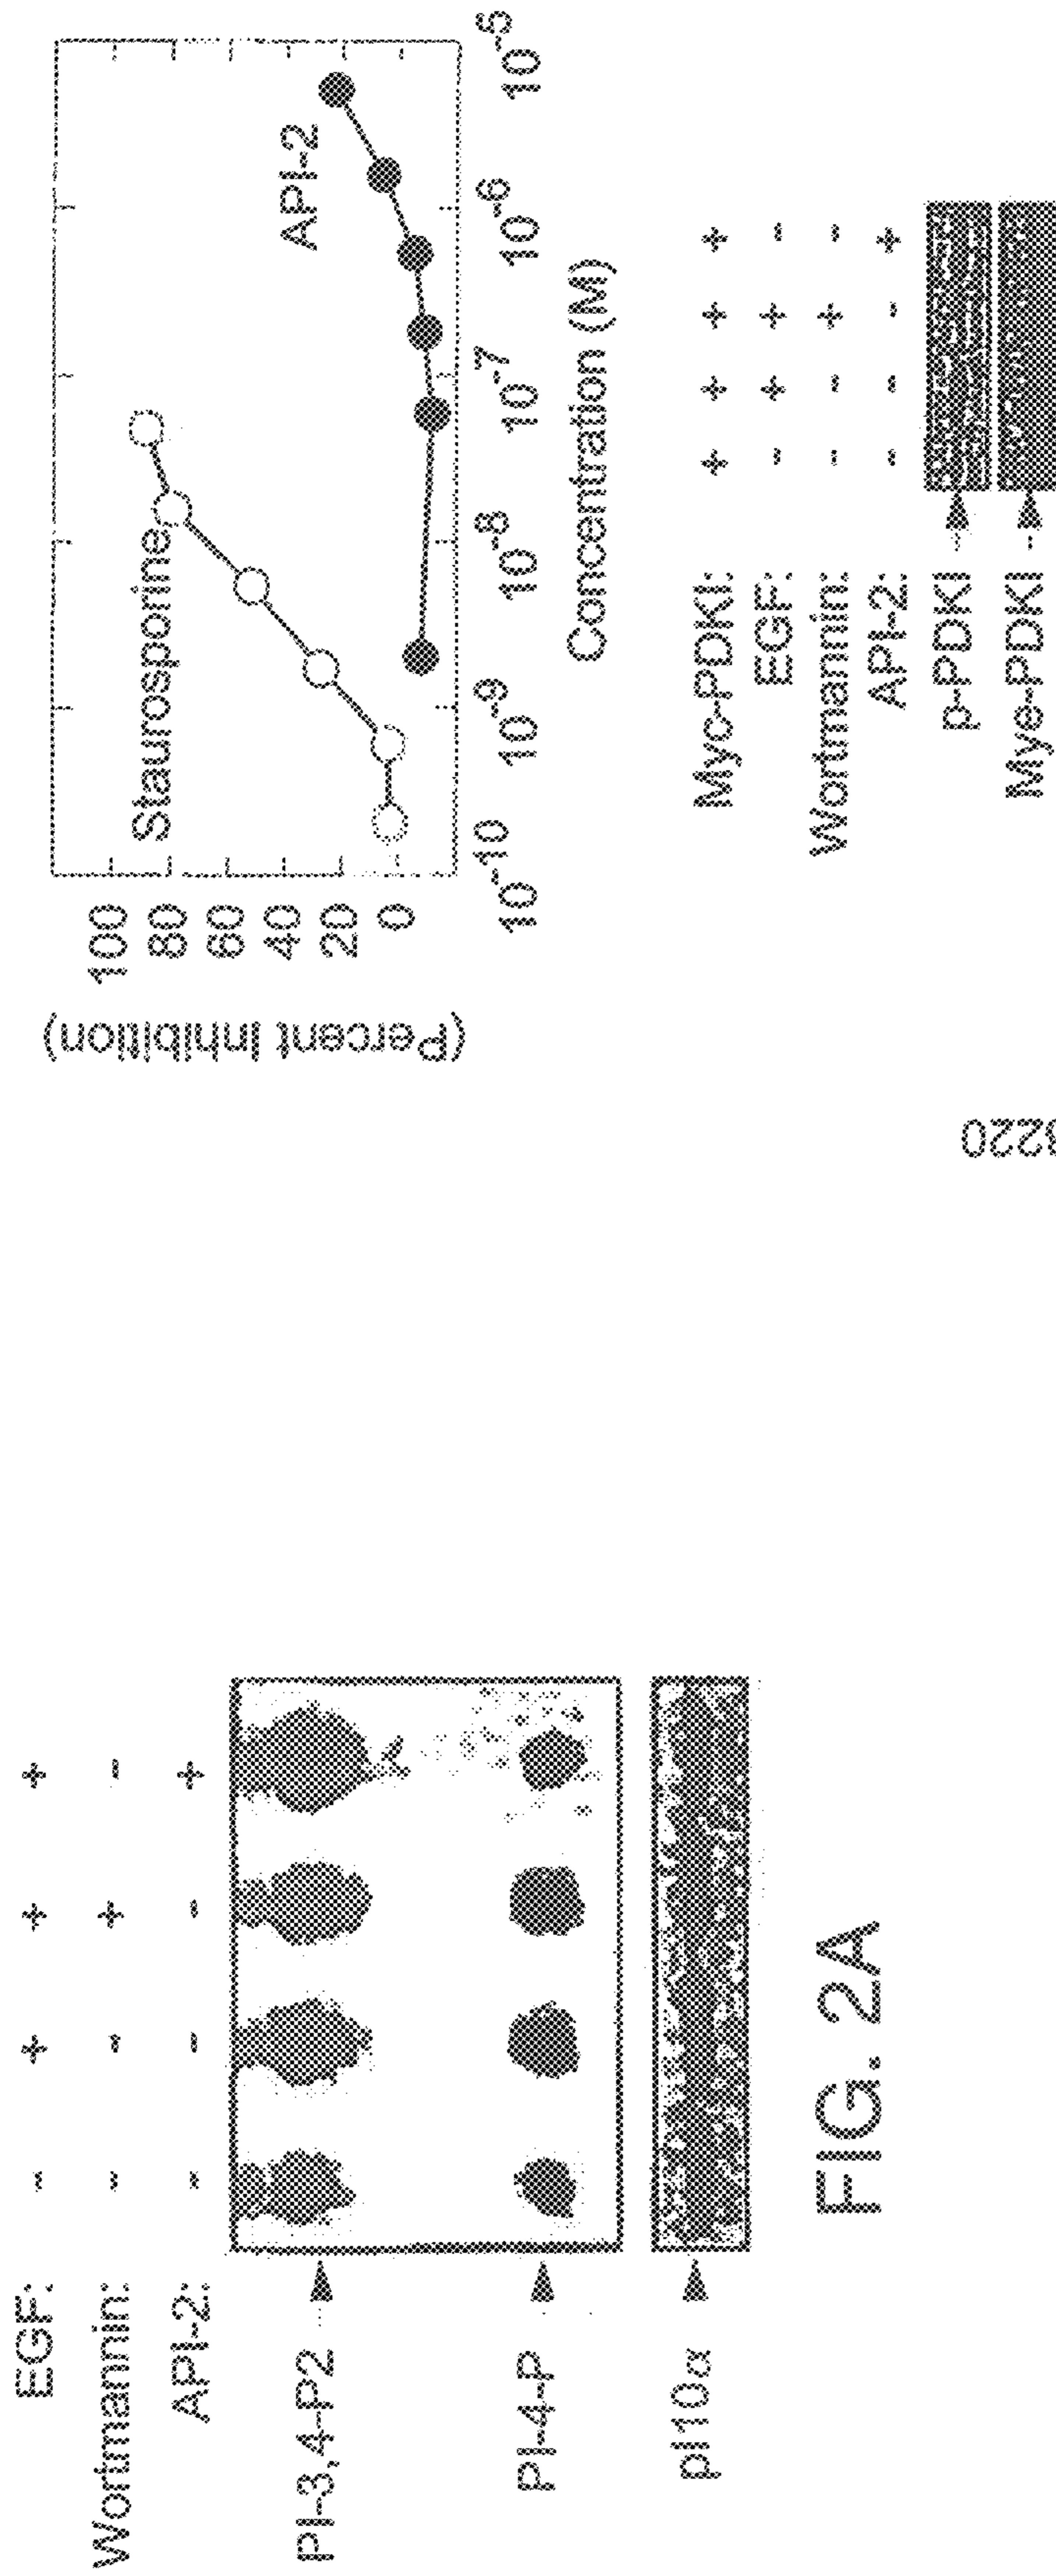 EGF: - + + +
Wortmannin: - - + -
API-2: - - - +
PI-3,4-P2
PI-4-P
pI10α
FIG. 2A
(Percent Inhibition)
100
80
60
40
20
0
Staurosporine
API-2
10-10 10-9 10-8 10-7 10-6 10-5
Concentration (M)
Myc-PDKI: + + + +
EGF: - + + -
Wortmannin: - - + -
API-2: - - - +
p-PDKI
Mye-PDKI